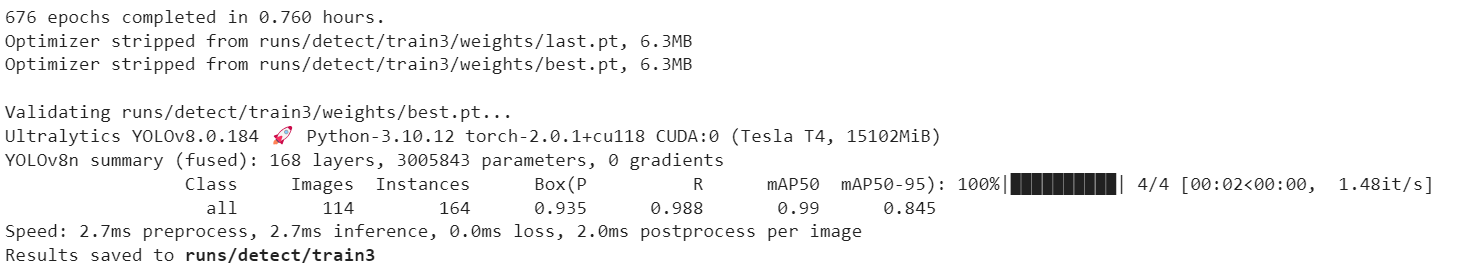 676 epochs completed in 0.760 hours.
Optimizer stripped from runs/detect/train3/weights/last.pt, 6.3MB
Optimizer stripped from runs/detect/train3/weights/best.pt, 6.3MB
Validating runs/detect/train3/weights/best.pt...
Ultralytics YOLOv8.0.184 🚀 Python-3.10.12 torch-2.0.1+cu118 CUDA:0 (Tesla T4, 15102MiB)
YOLOv8n summary (fused): 168 layers, 3005843 parameters, 0 gradients
Class Images Instances Box(P R mAP50 mAP50-95): 100%|██████████| 4/4 [00:02<00:00, 1.48it/s]
all 114 164 0.935 0.988 0.99 0.845
Speed: 2.7ms preprocess, 2.7ms inference, 0.0ms loss, 2.0ms postprocess per image
Results saved to runs/detect/train3